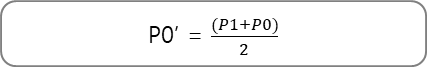 P0′ = (P1+P0)/2